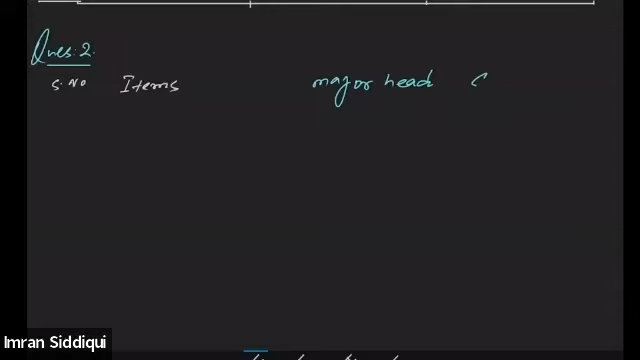 Ques: 2.
S. No Items major head
Imran Siddiqui